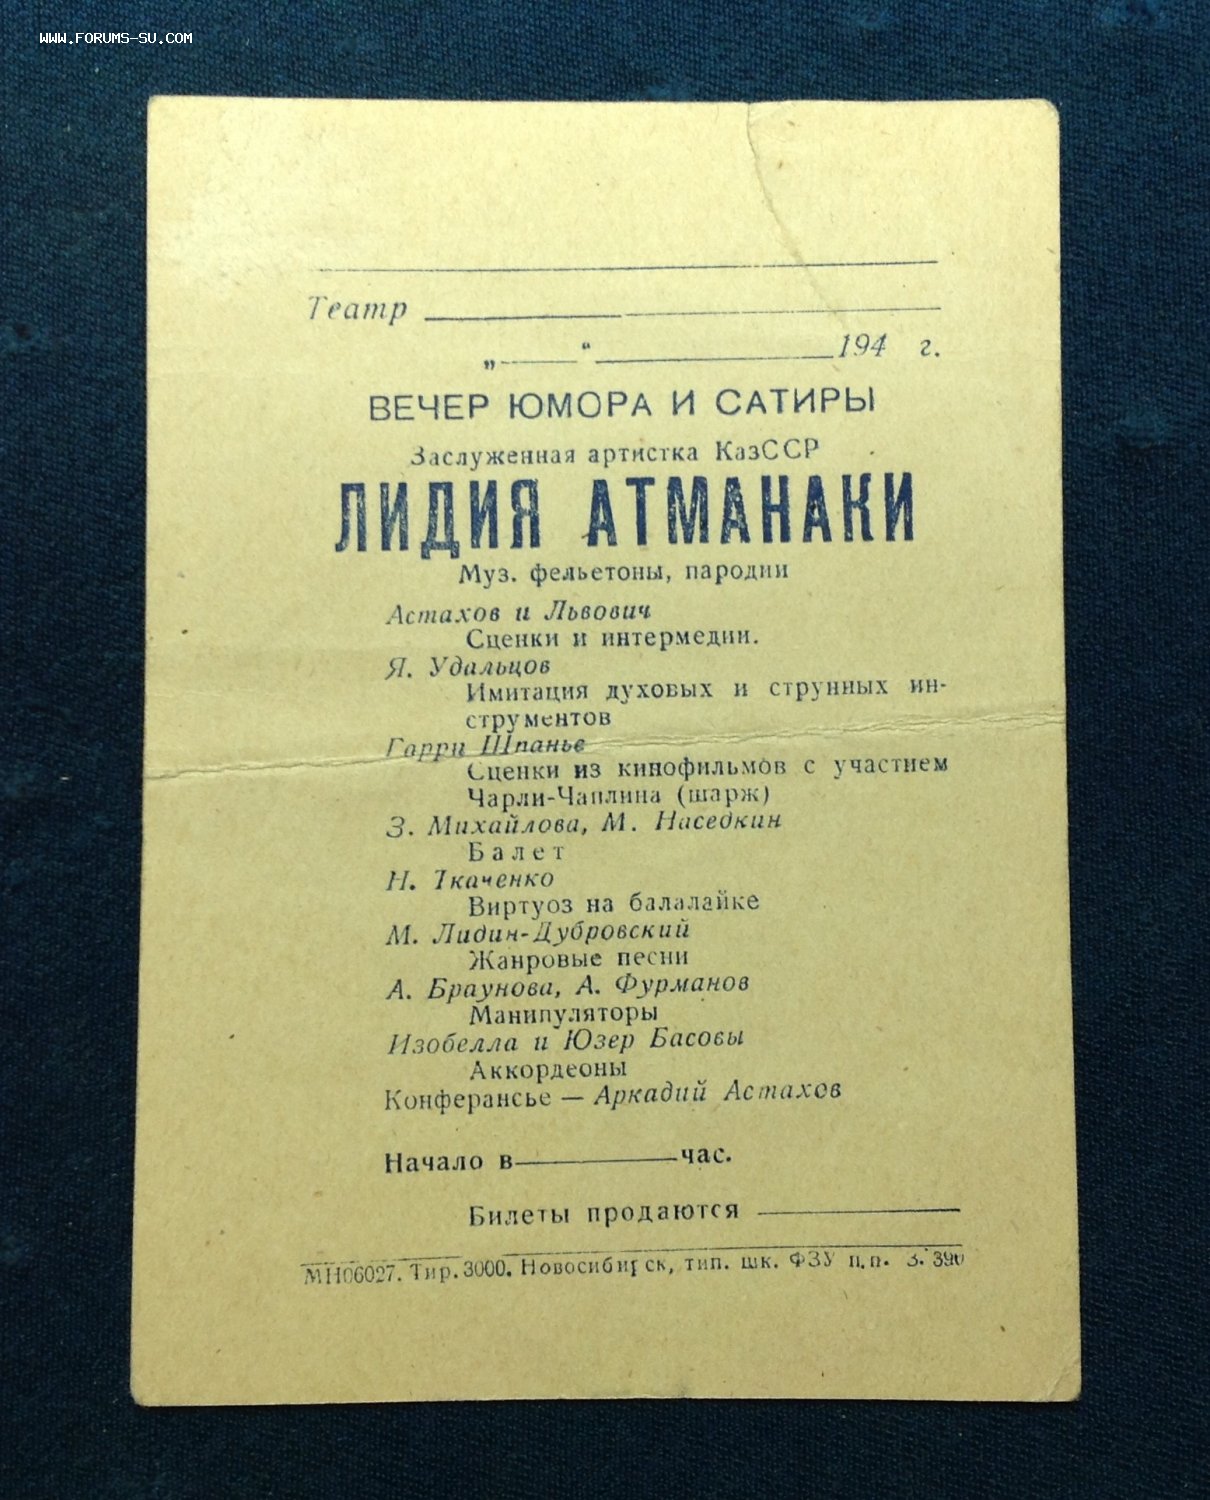 WWW.FORUMS-SU.COM
Театр
„ “ 194 г.
ВЕЧЕР ЮМОРА И САТИРЫ
Заслуженная артистка КазССР
ЛИДИЯ АТМАНАКИ
Муз. фельетоны, пародии
Астахов и Львович
Сценки и интермедии.
Я. Удальцов
Имитация духовых и струнных ин-
струментов
Гарри Шпанье
Сценки из кинофильмов с участием
Чарли-Чаплина (шарж)
З. Михайлова, М. Наседкин
Балет
Н. Ткаченко
Виртуоз на балалайке
М. Лидин-Дубровский
Жанровые песни
А. Браунова, А. Фурманов
Манипуляторы
Изобелла и Юзер Басовы
Аккордеоны
Конферансье — Аркадий Астахов
Начало в час.
Билеты продаются
МН06027. Тир. 3000. Новосибирск, тип. шк. ФЗУ п.п. З. 390